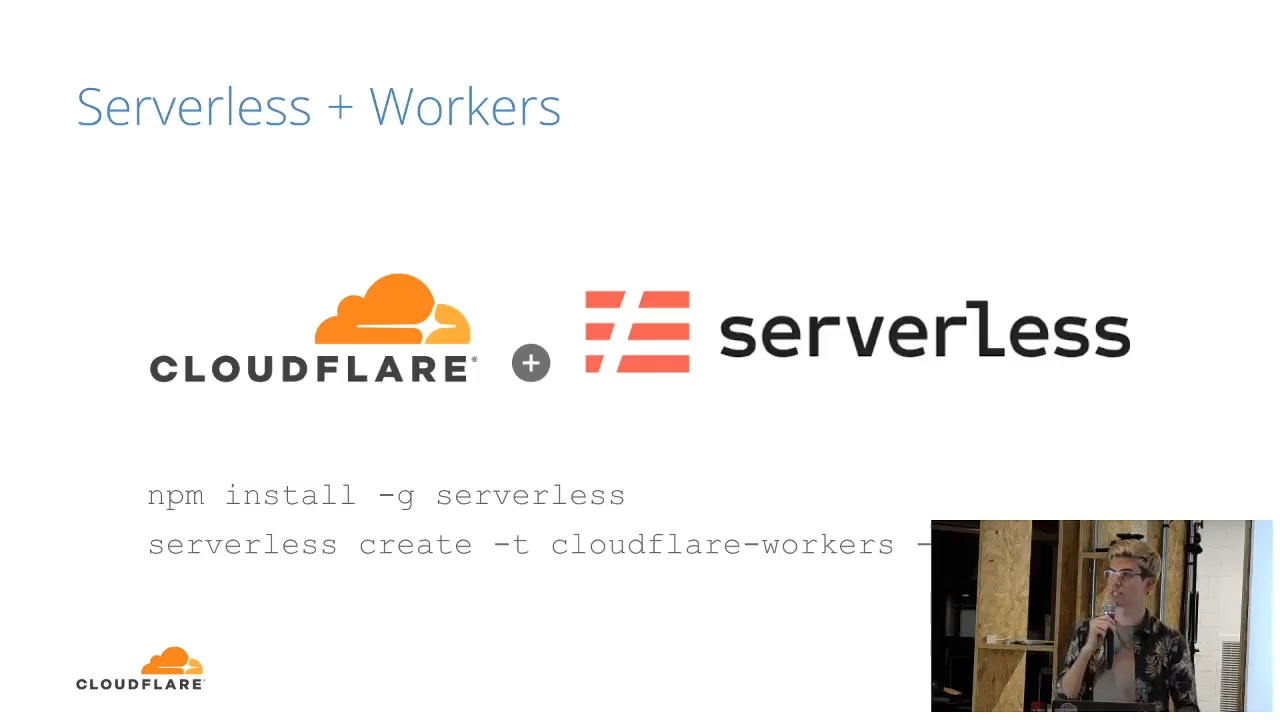 Serverless + Workers
CLOUDFLARE®
+
serverless
npm install -g serverless
serverless create -t cloudflare-workers -
CLOUDFLARE®